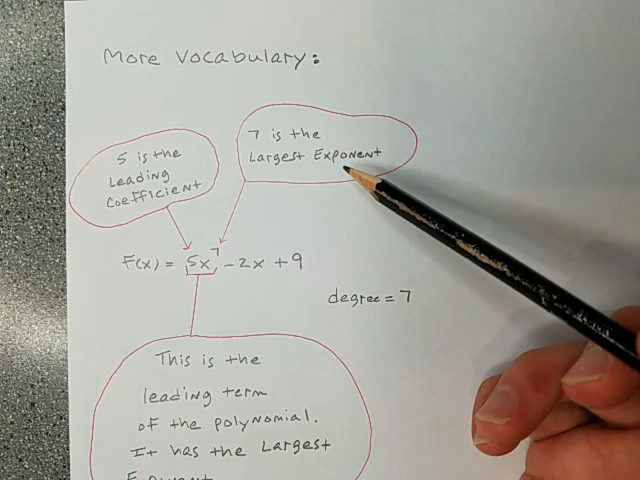 More Vocabulary:
7 is the
Largest Exponent
5 is the
Leading
Coefficient
F(x) = 5x⁷ - 2x + 9
degree = 7
This is the
leading term
of the polynomial.
It has the Largest